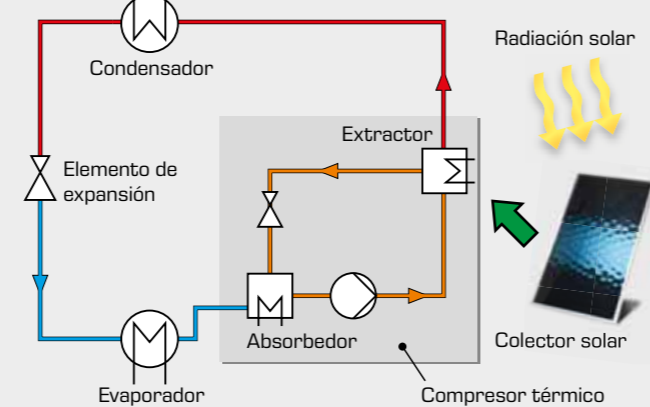 Radiación solar
Condensador
Extractor
Elemento de
expansión
Absorbedor
Colector solar
Evaporador
Compresor térmico